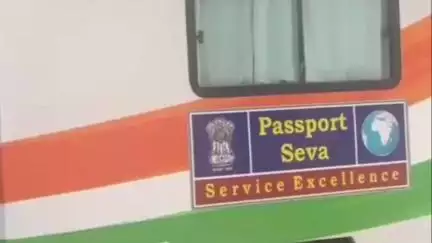 Passport
Seva
Service Excellence